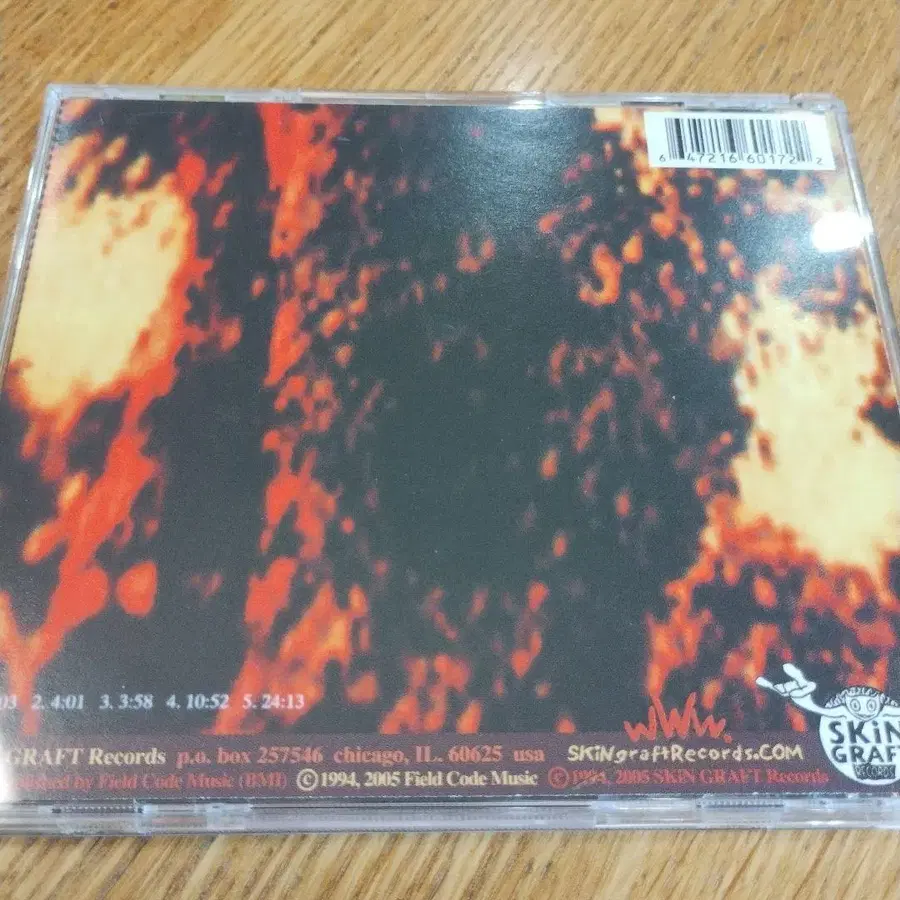 6 47216 60172 2
03 2. 4:01 3. 3:58 4. 10:52 5. 24:13
GRAFT Records p.o. box 257546 chicago, IL. 60625 usa
www.
SKiNgraftRecords.COM
by Field Code Music (BMI) ©1994, 2005 Field Code Music ©1994, 2005 SKiN GRAFT Records
SKiN
GRAFT
RECORDS